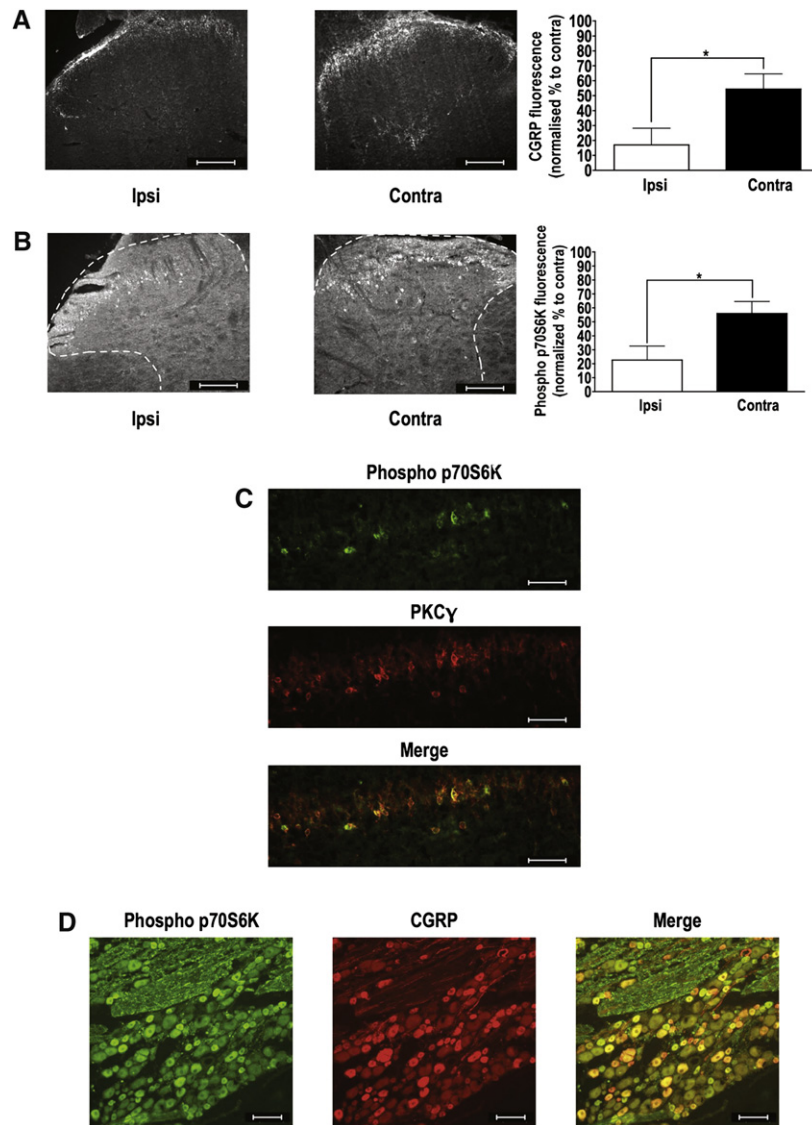 A
Ipsi
Contra
CGRP fluorescence
(normalised % to contra)
100
90
80
70
60
50
40
30
20
10
0
*
Ipsi
Contra
B
Ipsi
Contra
Phospho p70S6K fluorescence
(normalized % to contra)
100
90
80
70
60
50
40
30
20
10
0
*
Ipsi
Contra
Phospho p70S6K
C
PKCγ
Merge
D
Phospho p70S6K
CGRP
Merge